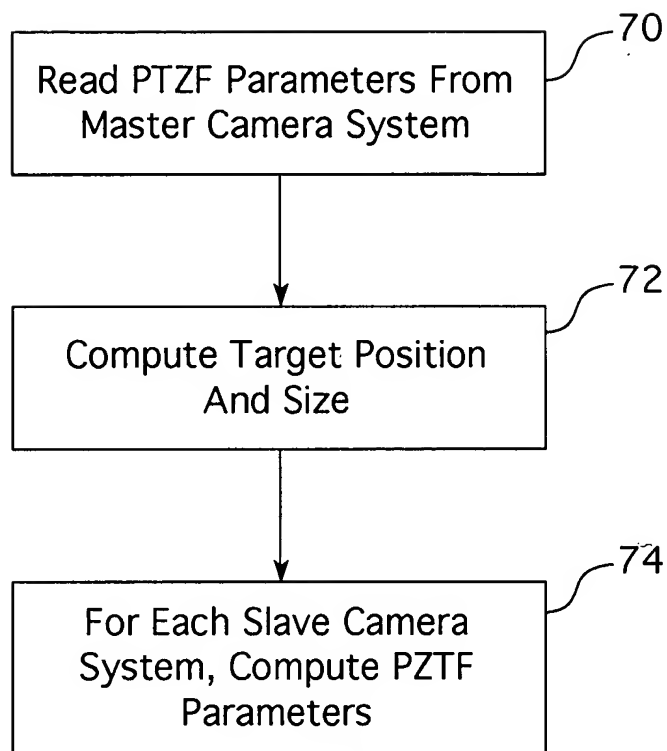 70
Read PTZF Parameters From
Master Camera System
72
Compute Target Position
And Size
74
For Each Slave Camera
System, Compute PZTF
Parameters